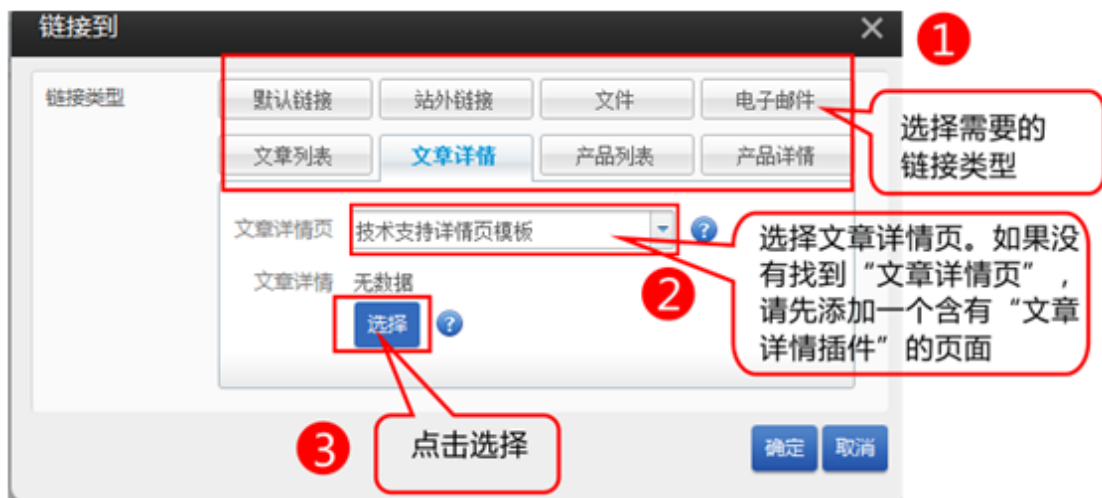 链接到
1
链接类型
默认链接 站外链接 文件 电子邮件
文章列表 文章详情 产品列表 产品详情
选择需要的
链接类型
文章详情页 技术支持详情页模板 ?
文章详情 无数据
选择 ?
2
选择文章详情页。如果没
有找到“文章详情页”，
请先添加一个含有“文章
详情插件”的页面
3
点击选择
确定 取消